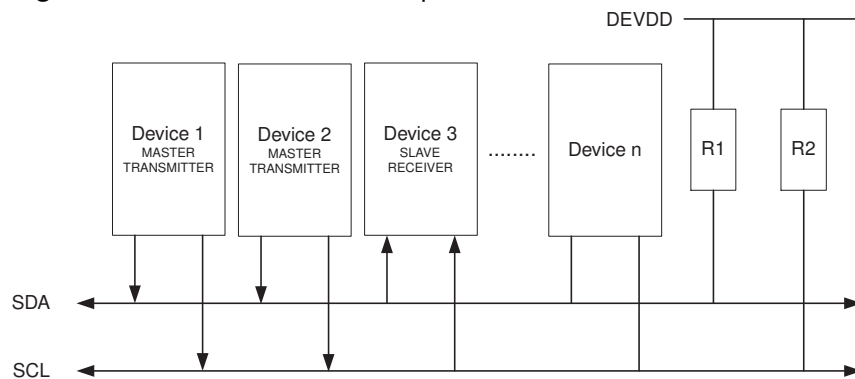 DEVDD
Device 1
MASTER
TRANSMITTER
Device 2
MASTER
TRANSMITTER
Device 3
SLAVE
RECEIVER
........
Device n
R1
R2
SDA
SCL